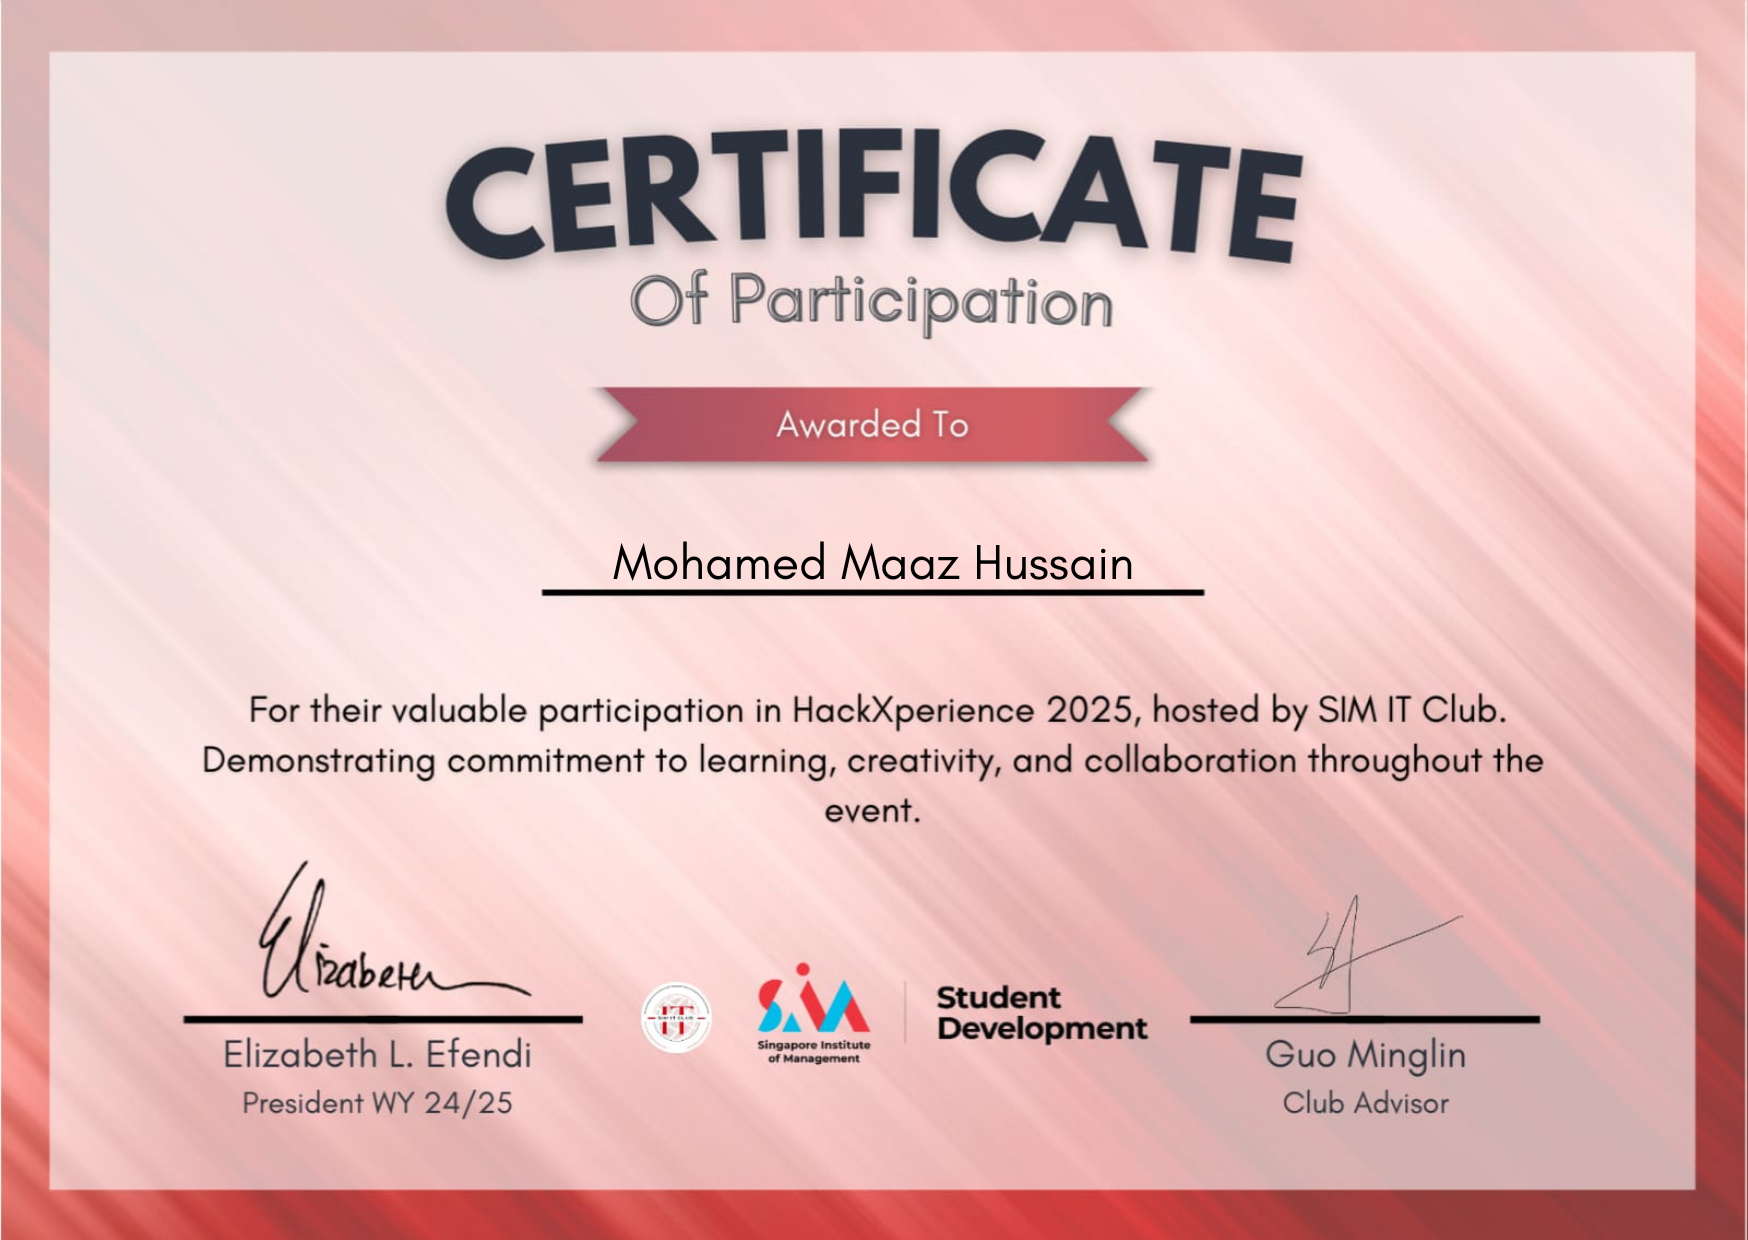 CERTIFICATE
Of Participation
Awarded To
Mohamed Maaz Hussain
For their valuable participation in HackXperience 2025, hosted by SIM IT Club.
Demonstrating commitment to learning, creativity, and collaboration throughout the
event.
Elizabeth
Elizabeth L. Efendi
President WY 24/25
IT
SIM IT CLUB
SIM
Singapore Institute
of Management
Student
Development
Guo Minglin
Club Advisor